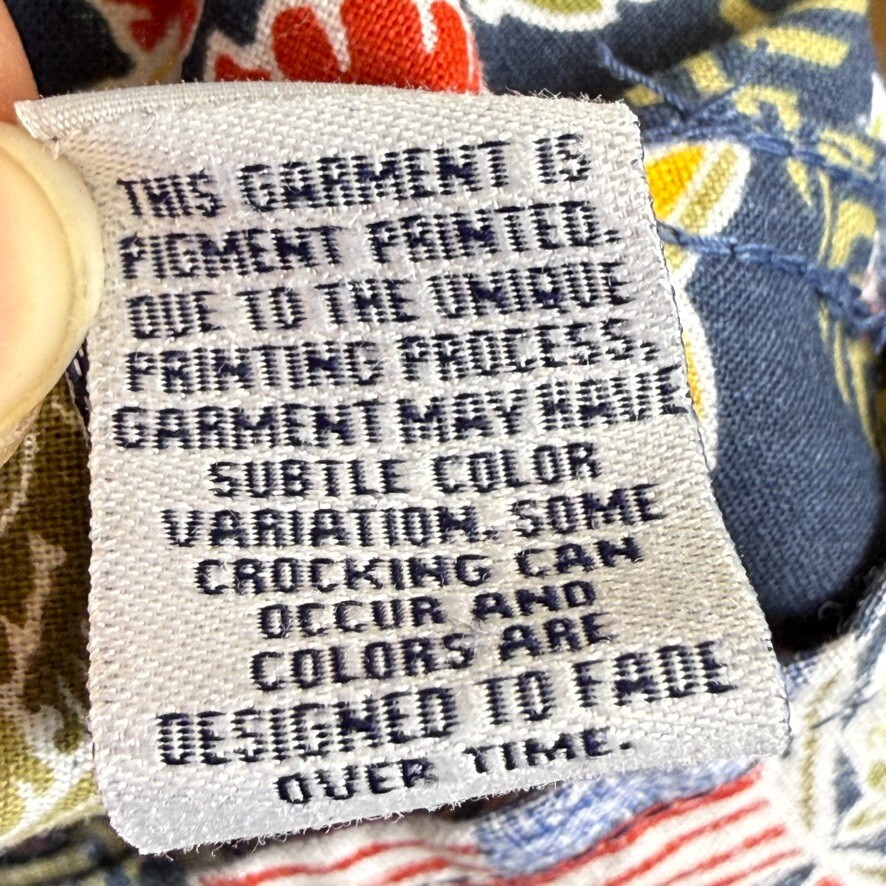 THIS GARMENT IS
PIGMENT PRINTED.
DUE TO THE UNIQUE
PRINTING PROCESS,
GARMENT MAY HAVE
SUBTLE COLOR
VARIATION. SOME
CROCKING CAN
OCCUR AND
COLORS ARE
DESIGNED TO FADE
OVER TIME.